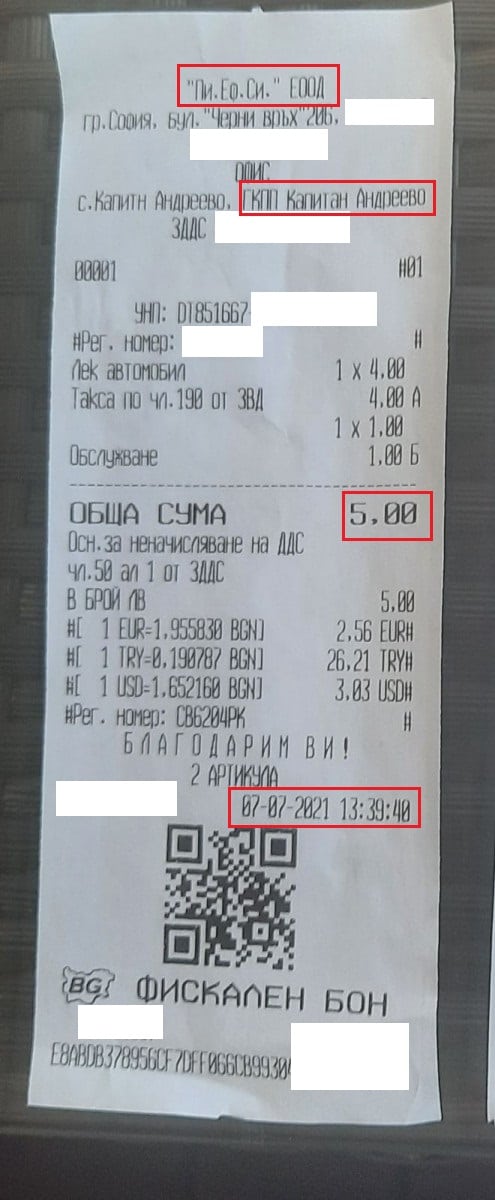 "Пи.Еф.Си." ЕООД
гр.София, бул."Черни връх"20Б,
ОФИС
с.Капитн Андреево, ГКПП Капитан Андреево
ЗДДС
00001 #01
УНП: DT851667-
#Рег. номер: #
Лек автомобил 1 x 4.00
Такса по чл.190 от ЗВД 4.00 А
1 x 1.00
Обслужване 1.00 Б
ОБЩА СУМА 5.00
Осн.за неначисляване на ДДС
чл.50 ал 1 от ЗДДС
В БРОЙ ЛВ 5.00
#[ 1 EUR=1.955830 BGN] 2.56 EUR#
#[ 1 TRY=0.190787 BGN] 26.21 TRY#
#[ 1 USD=1.652160 BGN] 3.03 USD#
#Рег. номер: CB6204PK #
БЛАГОДАРИМ ВИ!
2 АРТИКУЛА
07-07-2021 13:39:40
BG ФИСКАЛЕН БОН
E8ABDB378956CF7DFF066CB9930